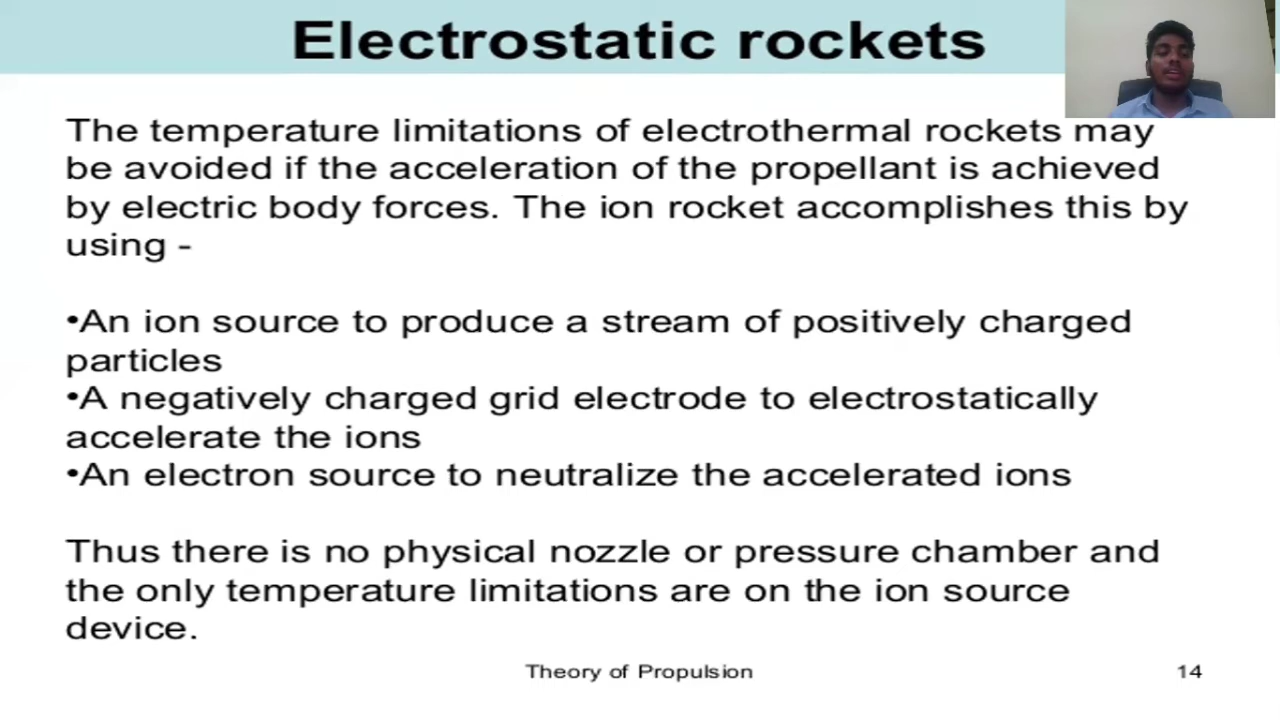 Electrostatic rockets
The temperature limitations of electrothermal rockets may
be avoided if the acceleration of the propellant is achieved
by electric body forces. The ion rocket accomplishes this by
using -
•An ion source to produce a stream of positively charged
particles
•A negatively charged grid electrode to electrostatically
accelerate the ions
•An electron source to neutralize the accelerated ions
Thus there is no physical nozzle or pressure chamber and
the only temperature limitations are on the ion source
device.
Theory of Propulsion
14